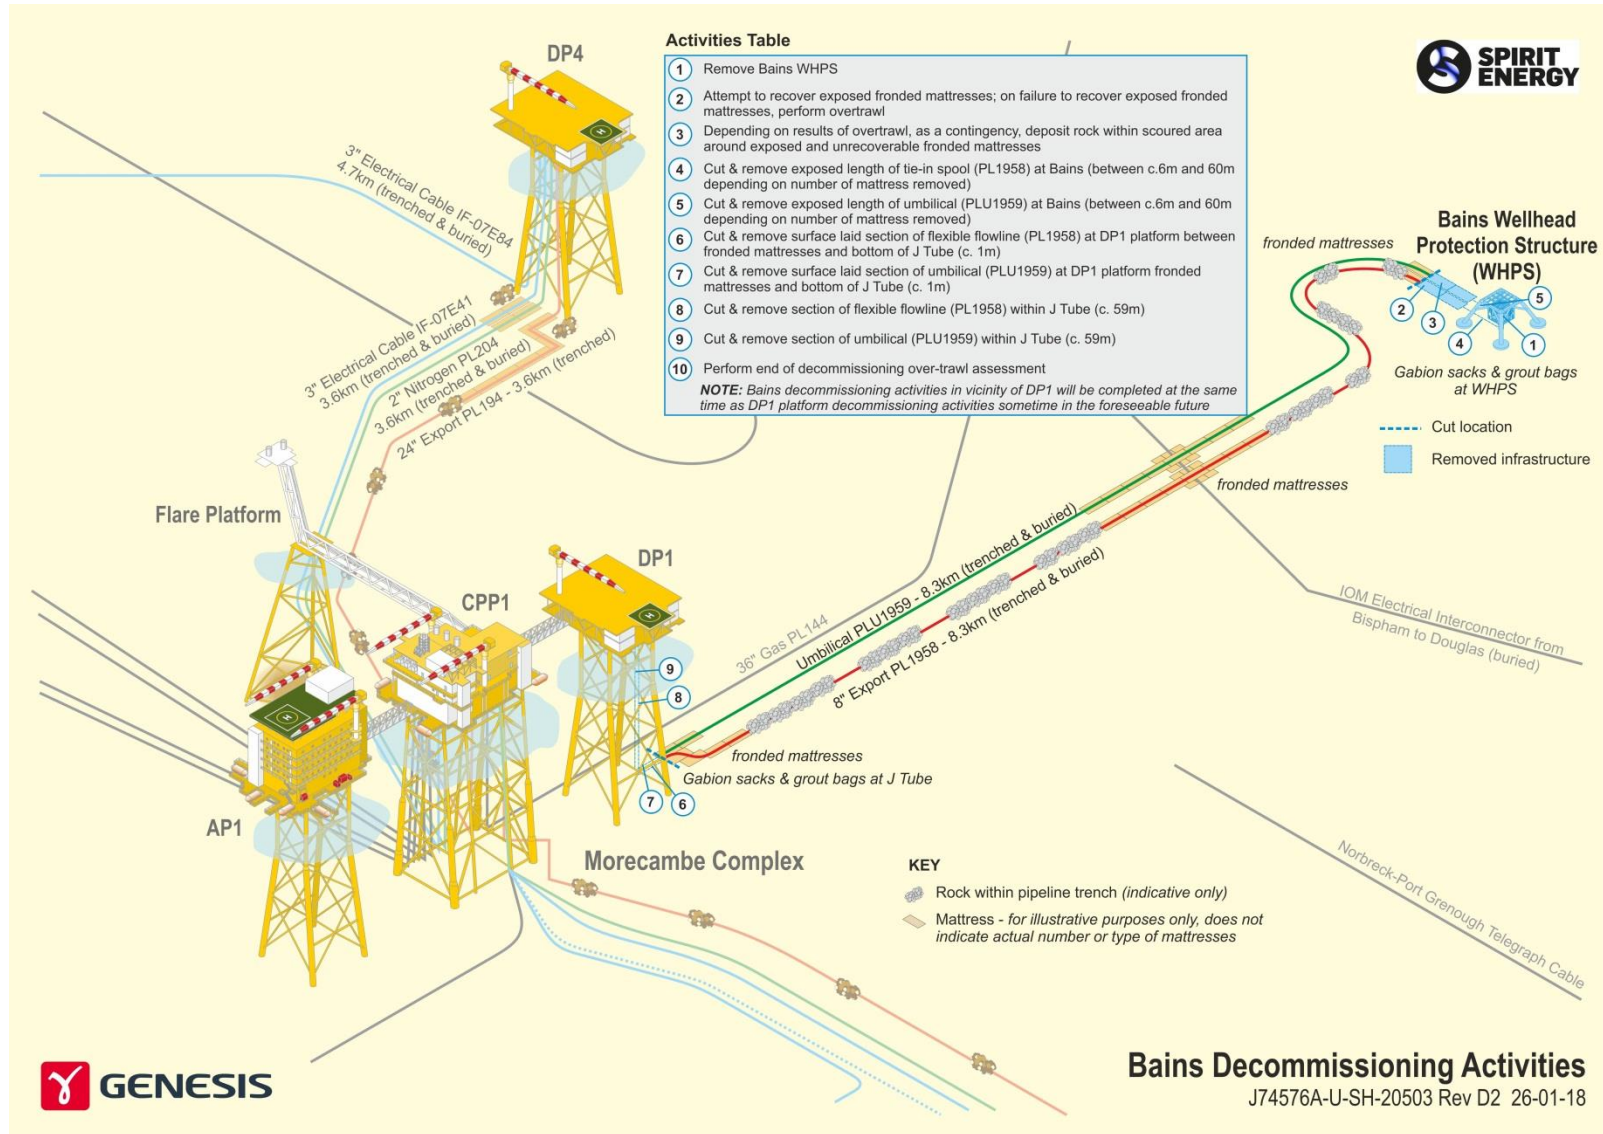 Activities Table
1 Remove Bains WHPS
2 Attempt to recover exposed fronded mattresses; on failure to recover exposed fronded
mattresses, perform overtrawl
3 Depending on results of overtrawl, as a contingency, deposit rock within scoured area
around exposed and unrecoverable fronded mattresses
4 Cut & remove exposed length of tie-in spool (PL1958) at Bains (between c.6m and 60m
depending on number of mattress removed)
5 Cut & remove exposed length of umbilical (PLU1959) at Bains (between c.6m and 60m
depending on number of mattress removed)
6 Cut & remove surface laid section of flexible flowline (PL1958) at DP1 platform between
fronded mattresses and bottom of J Tube (c. 1m)
7 Cut & remove surface laid section of umbilical (PLU1959) at DP1 platform fronded
mattresses and bottom of J Tube (c. 1m)
8 Cut & remove section of flexible flowline (PL1958) within J Tube (c. 59m)
9 Cut & remove section of umbilical (PLU1959) within J Tube (c. 59m)
10 Perform end of decommissioning over-trawl assessment
NOTE: Bains decommissioning activities in vicinity of DP1 will be completed at the same
time as DP1 platform decommissioning activities sometime in the foreseeable future
SPIRIT
ENERGY
DP4
H
3" Electrical Cable IF-07E84
4.7km (trenched & buried)
3" Electrical Cable IF-07E41
3.6km (trenched & buried)
2" Nitrogen PL204
3.6km (trenched & buried)
24" Export PL194 - 3.6km (trenched)
Bains Wellhead
Protection Structure
(WHPS)
fronded mattresses
2
3
5
4
1
Gabion sacks & grout bags
at WHPS
Cut location
Removed infrastructure
fronded mattresses
Flare Platform
CPP1
DP1
H
9
8
36" Gas PL144
Umbilical PLU1959 - 8.3km (trenched & buried)
8" Export PL1958 - 8.3km (trenched & buried)
IOM Electrical Interconnector from
Bispham to Douglas (buried)
fronded mattresses
Gabion sacks & grout bags at J Tube
7
6
H
AP1
Morecambe Complex
Norbreck-Port Grenough Telegraph Cable
KEY
Rock within pipeline trench (indicative only)
Mattress - for illustrative purposes only, does not
indicate actual number or type of mattresses
GENESIS
Bains Decommissioning Activities
J74576A-U-SH-20503 Rev D2 26-01-18